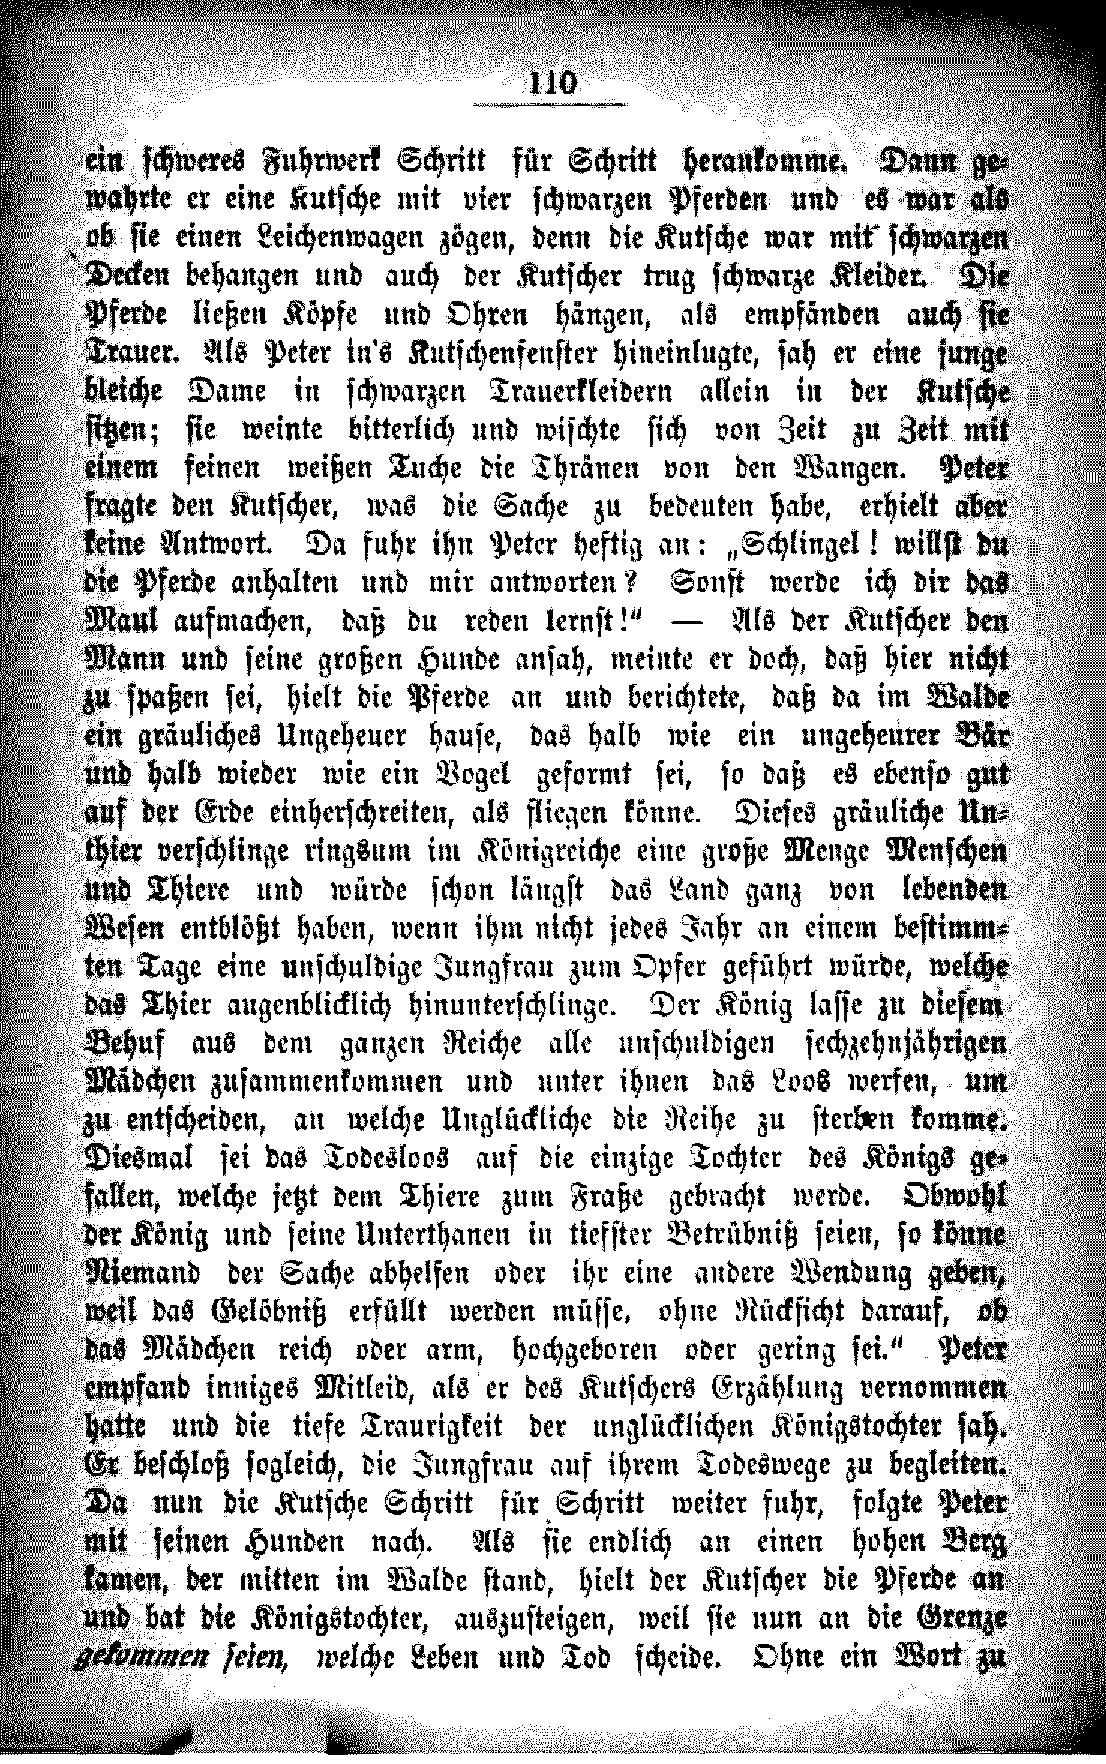 110
ein schweres Fuhrwerk Schritt für Schritt herankomme. Dann ge-
wahrte er eine Kutsche mit vier schwarzen Pferden und es war als
ob sie einen Leichenwagen zögen, denn die Kutsche war mit schwarzen
Decken behangen und auch der Kutscher trug schwarze Kleider. Die
Pferde ließen Köpfe und Ohren hängen, als empfänden auch sie
Trauer. Als Peter in's Kutschenfenster hineinlugte, sah er eine junge
bleiche Dame in schwarzen Trauerkleidern allein in der Kutsche
sitzen; sie weinte bitterlich und wischte sich von Zeit zu Zeit mit
einem feinen weißen Tuche die Thränen von den Wangen. Peter
fragte den Kutscher, was die Sache zu bedeuten habe, erhielt aber
keine Antwort. Da fuhr ihn Peter heftig an: „Schlingel! willst du
die Pferde anhalten und mir antworten? Sonst werde ich dir das
Maul aufmachen, daß du reden lernst!“ — Als der Kutscher den
Mann und seine großen Hunde ansah, meinte er doch, daß hier nicht
zu spaßen sei, hielt die Pferde an und berichtete, daß da im Walde
ein gräuliches Ungeheuer hause, das halb wie ein ungeheurer Bär
und halb wieder wie ein Vogel geformt sei, so daß es ebenso gut
auf der Erde einherschreiten, als fliegen könne. Dieses gräuliche Un-
thier verschlinge ringsum im Königreiche eine große Menge Menschen
und Thiere und würde schon längst das Land ganz von lebenden
Wesen entblößt haben, wenn ihm nicht jedes Jahr an einem bestimm-
ten Tage eine unschuldige Jungfrau zum Opfer geführt würde, welche
das Thier augenblicklich hinunterschlinge. Der König lasse zu diesem
Behuf aus dem ganzen Reiche alle unschuldigen sechzehnjährigen
Mädchen zusammenkommen und unter ihnen das Loos werfen, um
zu entscheiden, an welche Unglückliche die Reihe zu sterben komme.
Diesmal sei das Todesloos auf die einzige Tochter des Königs ge-
fallen, welche jetzt dem Thiere zum Fraße gebracht werde. Obwohl
der König und seine Unterthanen in tiefster Betrübniß seien, so könne
Niemand der Sache abhelfen oder ihr eine andere Wendung geben,
weil das Gelöbniß erfüllt werden müsse, ohne Rücksicht darauf, ob
das Mädchen reich oder arm, hochgeboren oder gering sei.“ Peter
empfand inniges Mitleid, als er des Kutschers Erzählung vernommen
hatte und die tiefe Traurigkeit der unglücklichen Königstochter sah.
Er beschloß sogleich, die Jungfrau auf ihrem Todeswege zu begleiten.
Da nun die Kutsche Schritt für Schritt weiter fuhr, folgte Peter
mit seinen Hunden nach. Als sie endlich an einen hohen Berg
kamen, der mitten im Walde stand, hielt der Kutscher die Pferde an
und bat die Königstochter, auszusteigen, weil sie nun an die Grenze
gekommen seien, welche Leben und Tod scheide. Ohne ein Wort zu